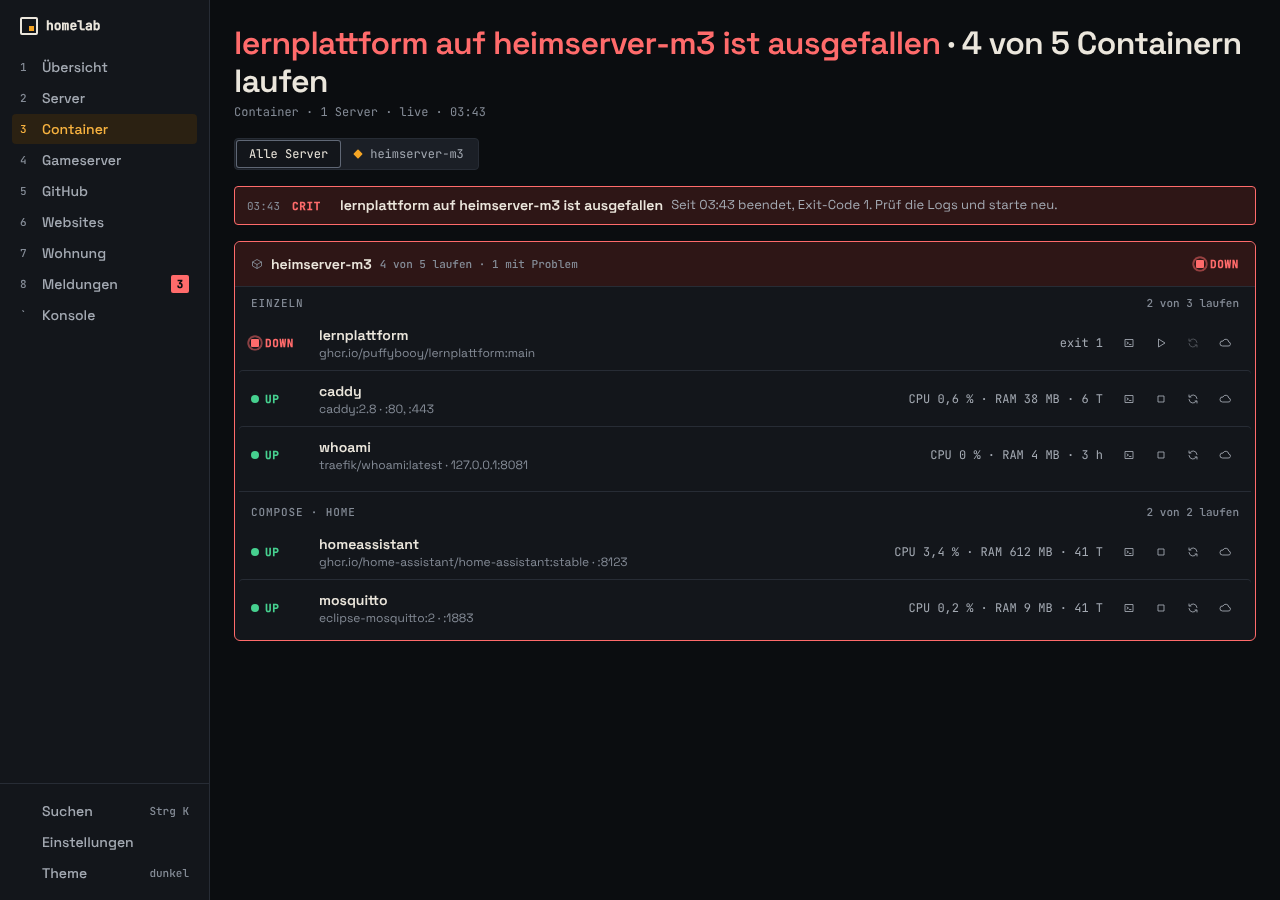 homelab
1 Übersicht
2 Server
3 Container
4 Gameserver
5 GitHub
6 Websites
7 Wohnung
8 Meldungen 3
` Konsole
Suchen Strg K
Einstellungen
Theme dunkel
lernplattform auf heimserver-m3 ist ausgefallen · 4 von 5 Containern
laufen
Container · 1 Server · live · 03:43
Alle Server heimserver-m3
03:43 CRIT lernplattform auf heimserver-m3 ist ausgefallen Seit 03:43 beendet, Exit-Code 1. Prüf die Logs und starte neu.
heimserver-m3 4 von 5 laufen · 1 mit Problem DOWN
EINZELN 2 von 3 laufen
DOWN lernplattform exit 1
ghcr.io/puffybooy/lernplattform:main
UP caddy CPU 0,6 % · RAM 38 MB · 6 T
caddy:2.8 · :80, :443
UP whoami CPU 0 % · RAM 4 MB · 3 h
traefik/whoami:latest · 127.0.0.1:8081
COMPOSE · HOME 2 von 2 laufen
UP homeassistant CPU 3,4 % · RAM 612 MB · 41 T
ghcr.io/home-assistant/home-assistant:stable · :8123
UP mosquitto CPU 0,2 % · RAM 9 MB · 41 T
eclipse-mosquitto:2 · :1883